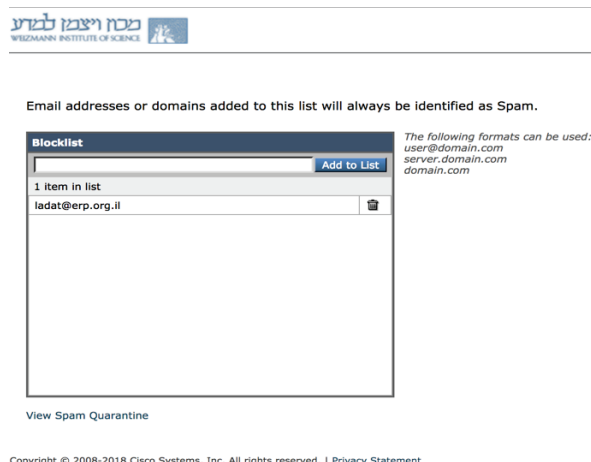 מכון ויצמן למדע
WEIZMANN INSTITUTE OF SCIENCE
Email addresses or domains added to this list will always be identified as Spam.
Blocklist
Add to List
1 item in list
ladat@erp.org.il
The following formats can be used:
user@domain.com
server.domain.com
domain.com
View Spam Quarantine
Copyright © 2008-2018 Cisco Systems, Inc. All rights reserved. | Privacy Statement